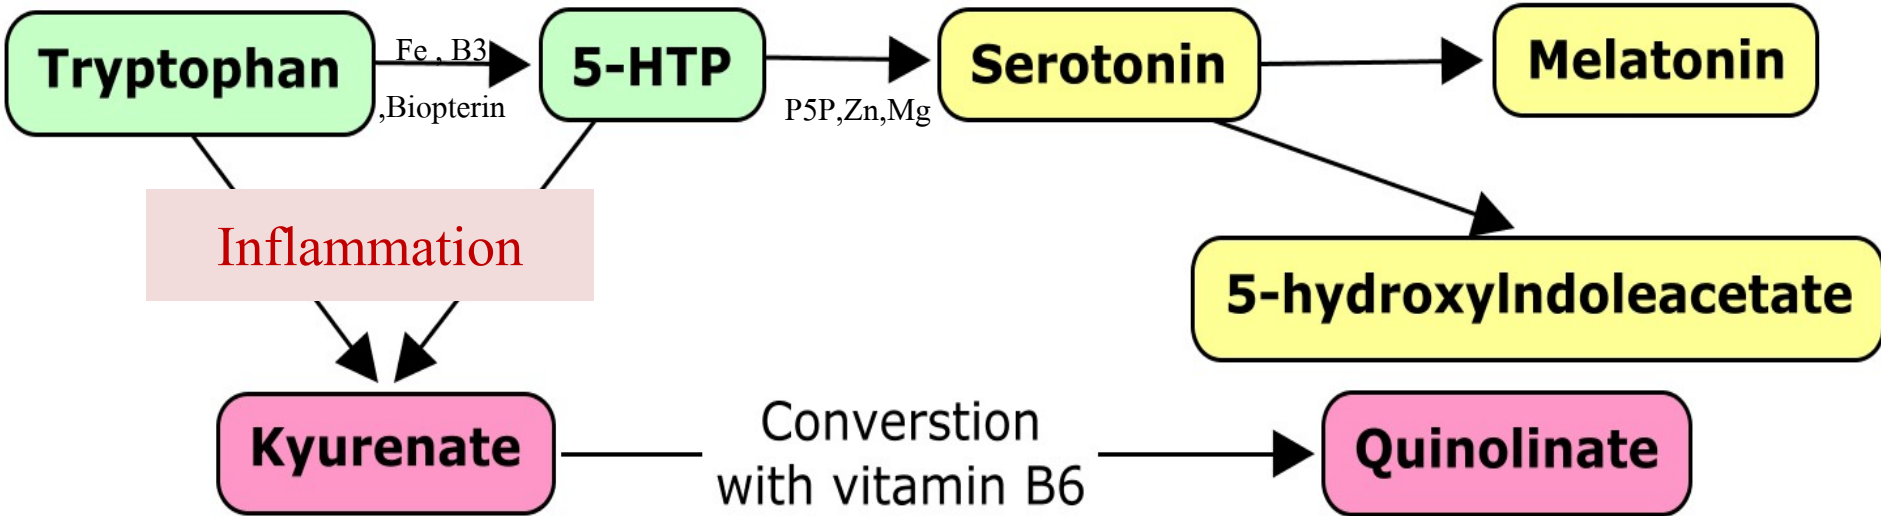 Tryptophan
Fe , B3
,Biopterin
5-HTP
P5P,Zn,Mg
Serotonin
Melatonin
Inflammation
5-hydroxyIndoleacetate
Kyurenate
Converstion
with vitamin B6
Quinolinate